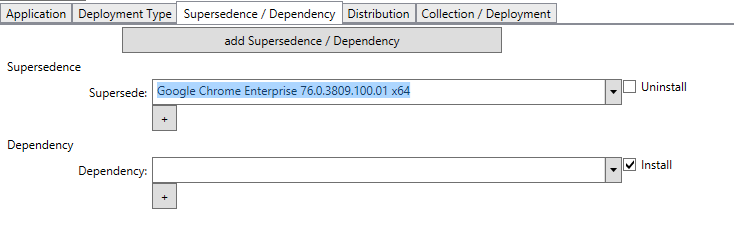 Application Deployment Type Supersedence / Dependency Distribution Collection / Deployment
add Supersedence / Dependency
Supersedence
Supersede: Google Chrome Enterprise 76.0.3809.100.01 x64 Uninstall
+
Dependency
Dependency: Install
+